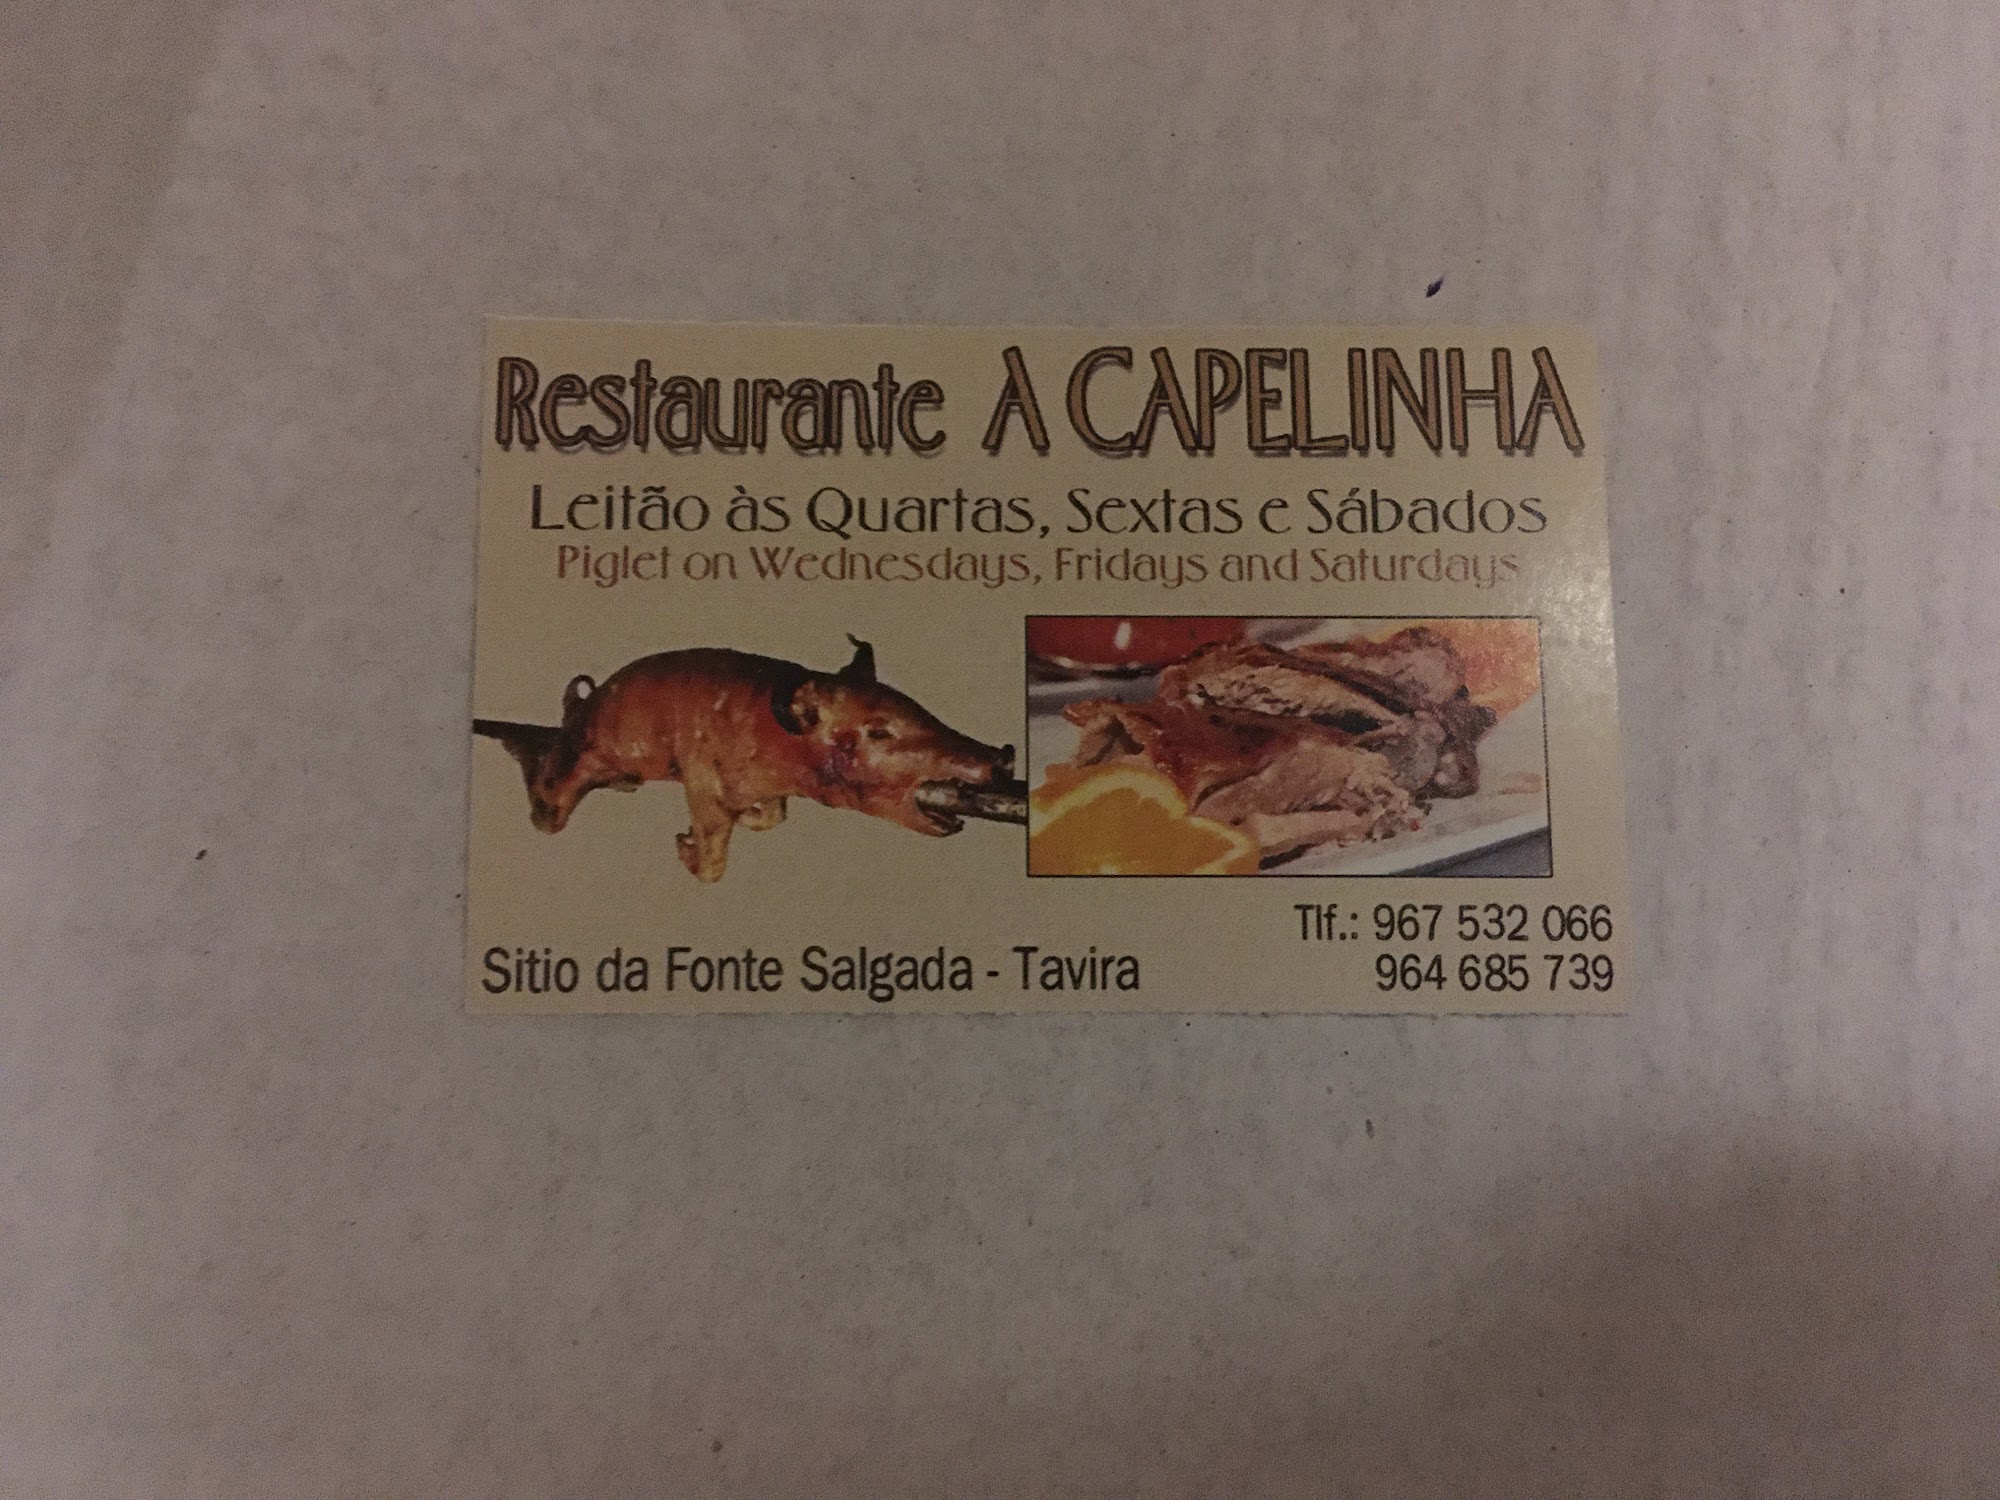 Restaurante A CAPELINHA
Leitão às Quartas, Sextas e Sábados
Piglet on Wednesdays, Fridays and Saturdays
Tlf.: 967 532 066
964 685 739
Sitio da Fonte Salgada - Tavira